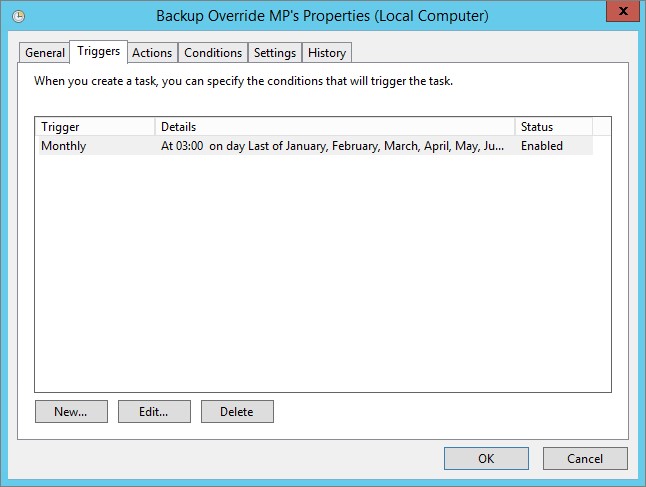 Backup Override MP's Properties (Local Computer)
x
General Triggers Actions Conditions Settings History
When you create a task, you can specify the conditions that will trigger the task.
Trigger Details Status
Monthly At 03:00 on day Last of January, February, March, April, May, Ju... Enabled
New... Edit... Delete
OK Cancel